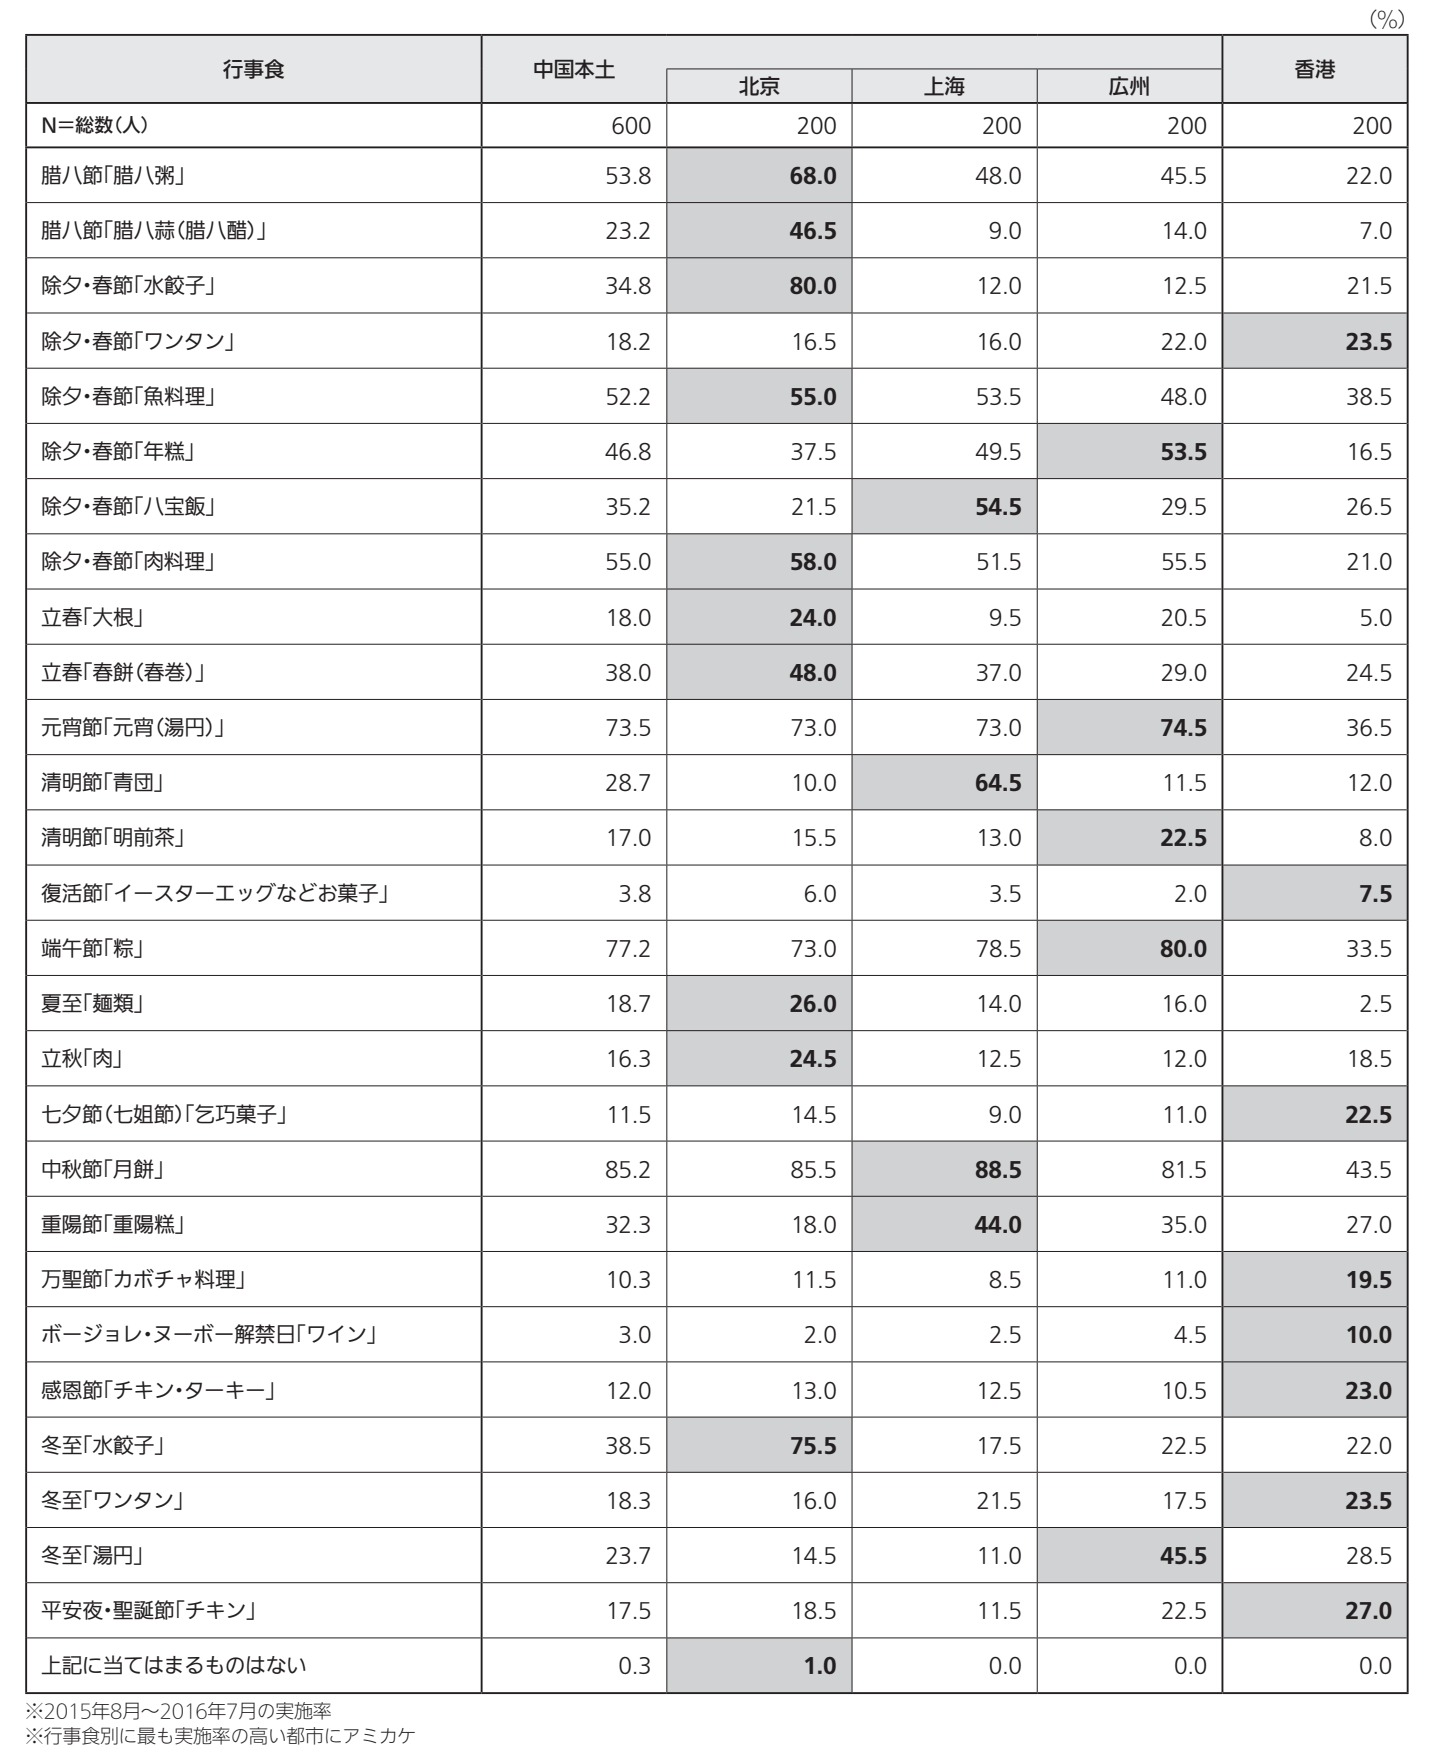 （％）
行事食 中国本土 北京 上海 広州 香港
N＝総数（人） 600 200 200 200 200
腊八節「腊八粥」 53.8 68.0 48.0 45.5 22.0
腊八節「腊八蒜（腊八醋）」 23.2 46.5 9.0 14.0 7.0
除夕・春節「水餃子」 34.8 80.0 12.0 12.5 21.5
除夕・春節「ワンタン」 18.2 16.5 16.0 22.0 23.5
除夕・春節「魚料理」 52.2 55.0 53.5 48.0 38.5
除夕・春節「年糕」 46.8 37.5 49.5 53.5 16.5
除夕・春節「八宝飯」 35.2 21.5 54.5 29.5 26.5
除夕・春節「肉料理」 55.0 58.0 51.5 55.5 21.0
立春「大根」 18.0 24.0 9.5 20.5 5.0
立春「春餅（春巻）」 38.0 48.0 37.0 29.0 24.5
元宵節「元宵（湯円）」 73.5 73.0 73.0 74.5 36.5
清明節「青団」 28.7 10.0 64.5 11.5 12.0
清明節「明前茶」 17.0 15.5 13.0 22.5 8.0
復活節「イースターエッグなどお菓子」 3.8 6.0 3.5 2.0 7.5
端午節「粽」 77.2 73.0 78.5 80.0 33.5
夏至「麺類」 18.7 26.0 14.0 16.0 2.5
立秋「肉」 16.3 24.5 12.5 12.0 18.5
七夕節（七姐節）「乞巧菓子」 11.5 14.5 9.0 11.0 22.5
中秋節「月餅」 85.2 85.5 88.5 81.5 43.5
重陽節「重陽糕」 32.3 18.0 44.0 35.0 27.0
万聖節「カボチャ料理」 10.3 11.5 8.5 11.0 19.5
ボージョレ・ヌーボー解禁日「ワイン」 3.0 2.0 2.5 4.5 10.0
感恩節「チキン・ターキー」 12.0 13.0 12.5 10.5 23.0
冬至「水餃子」 38.5 75.5 17.5 22.5 22.0
冬至「ワンタン」 18.3 16.0 21.5 17.5 23.5
冬至「湯円」 23.7 14.5 11.0 45.5 28.5
平安夜・聖誕節「チキン」 17.5 18.5 11.5 22.5 27.0
上記に当てはまるものはない 0.3 1.0 0.0 0.0 0.0
※2015年8月〜2016年7月の実施率
※行事食別に最も実施率の高い都市にアミカケ